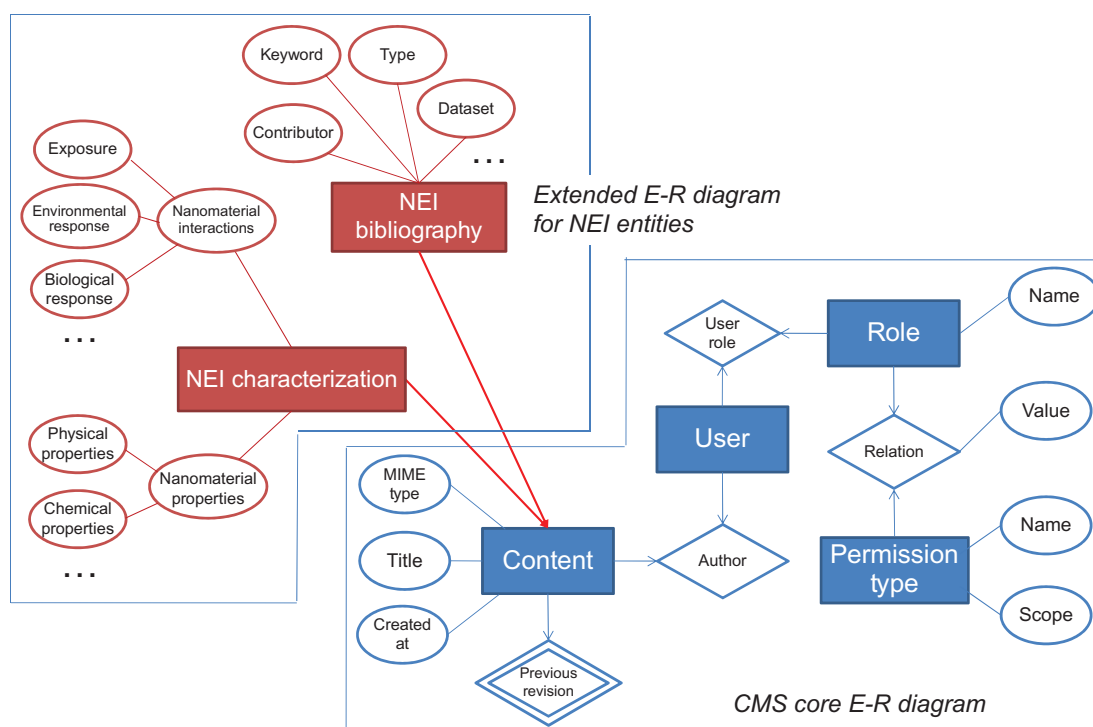 Keyword
Type
Dataset
Contributor
...
Exposure
Environmental
response
Nanomaterial
interactions
Biological
response
...
NEI
bibliography
Extended E-R diagram
for NEI entities
NEI characterization
Physical
properties
Nanomaterial
properties
Chemical
properties
...
User
role
Role
Name
User
Relation
Value
MIME
type
Title
Content
Author
Permission
type
Name
Scope
Created
at
Previous
revision
CMS core E-R diagram